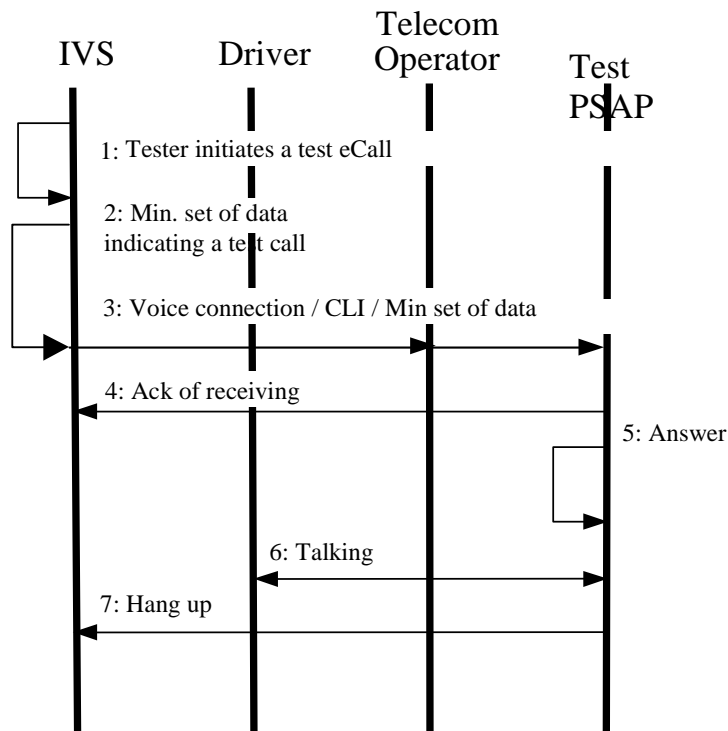 IVS
Driver
Telecom
Operator
Test
PSAP
1: Tester initiates a test eCall
2: Min. set of data
indicating a test call
3: Voice connection / CLI / Min set of data
4: Ack of receiving
5: Answer
6: Talking
7: Hang up